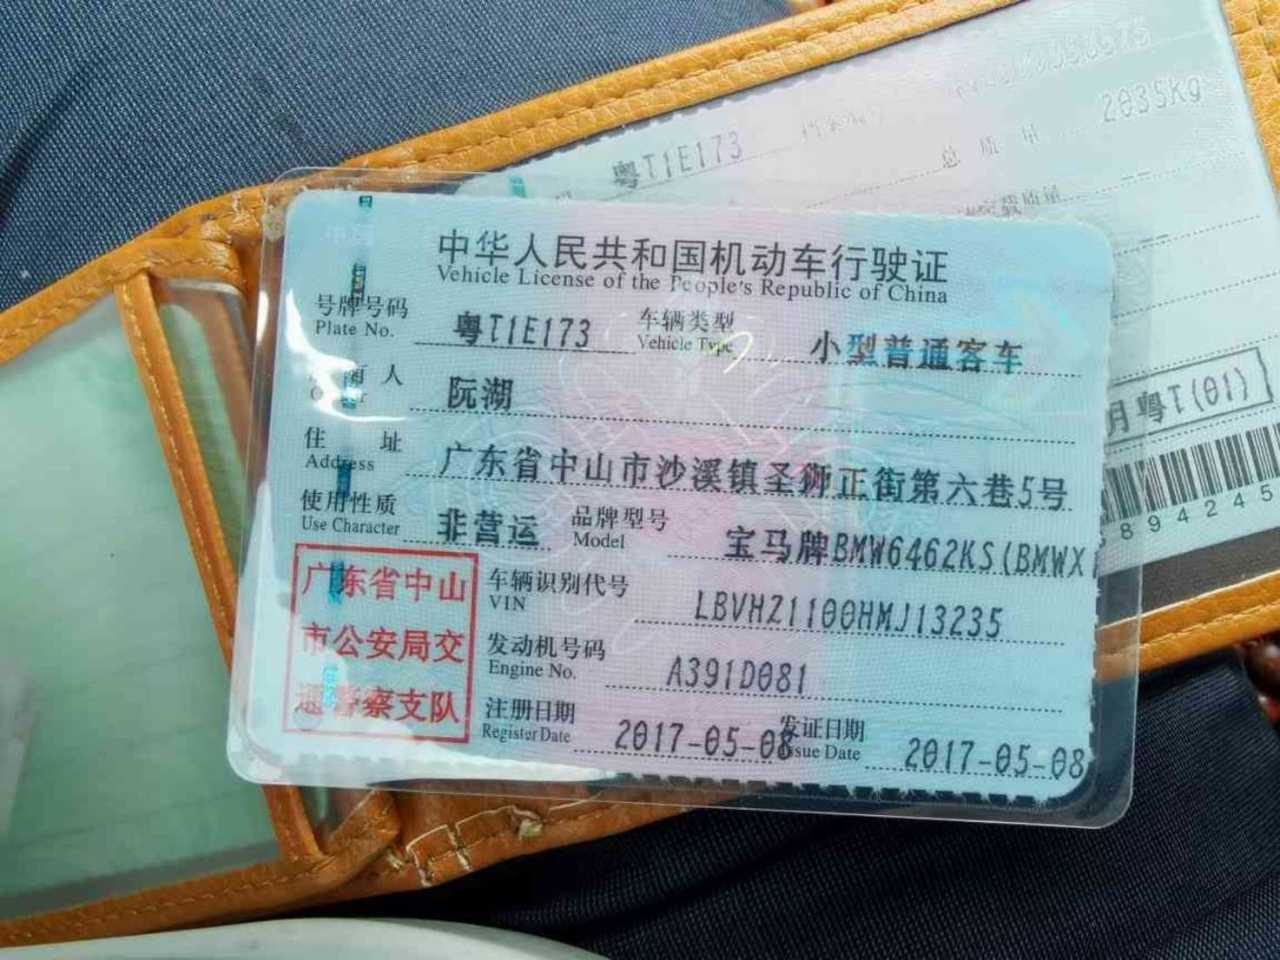 粤T1E173
总质量 2035kg
中华人民共和国机动车行驶证
Vehicle License of the People's Republic of China
号牌号码 粤T1E173 车辆类型 小型普通客车
Plate No. Vehicle Type
人 阮湖
住址 广东省中山市沙溪镇圣狮正街第六巷5号
Address
使用性质 非营运 品牌型号 宝马牌BMW6462KS(BMWX
Use Character Model
广东省中山
市公安局交
通警察支队
车辆识别代号 LBVHZ1100HMJ13235
VIN
发动机号码 A391D081
Engine No.
注册日期 2017-05-08 发证日期 2017-05-08
Register Date Issue Date
月粤T(01)
894245